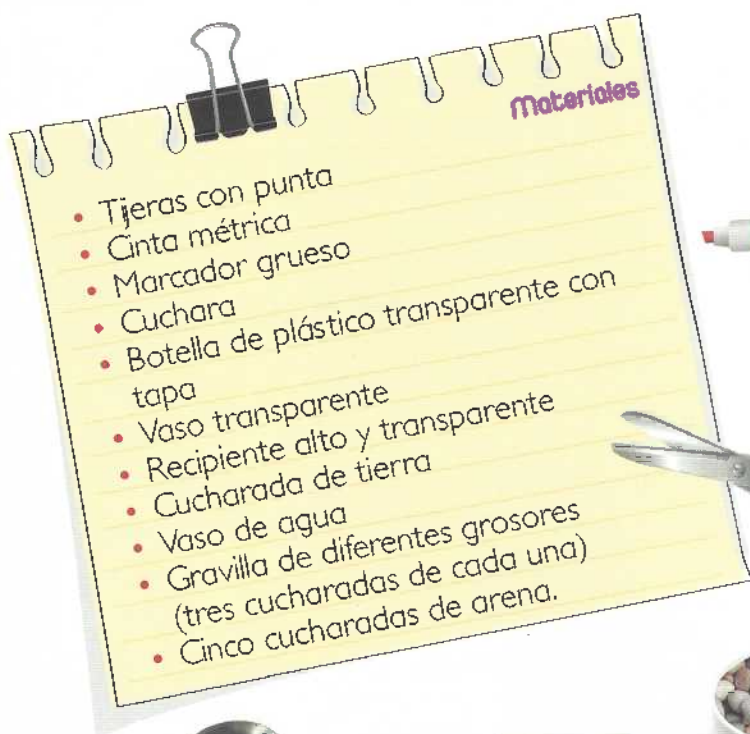 Materiales
• Tijeras con punta
• Cinta métrica
• Marcador grueso
• Cuchara
• Botella de plástico transparente con
tapa
• Vaso transparente
• Recipiente alto y transparente
• Cucharada de tierra
• Vaso de agua
• Gravilla de diferentes grosores
(tres cucharadas de cada una)
• Cinco cucharadas de arena.